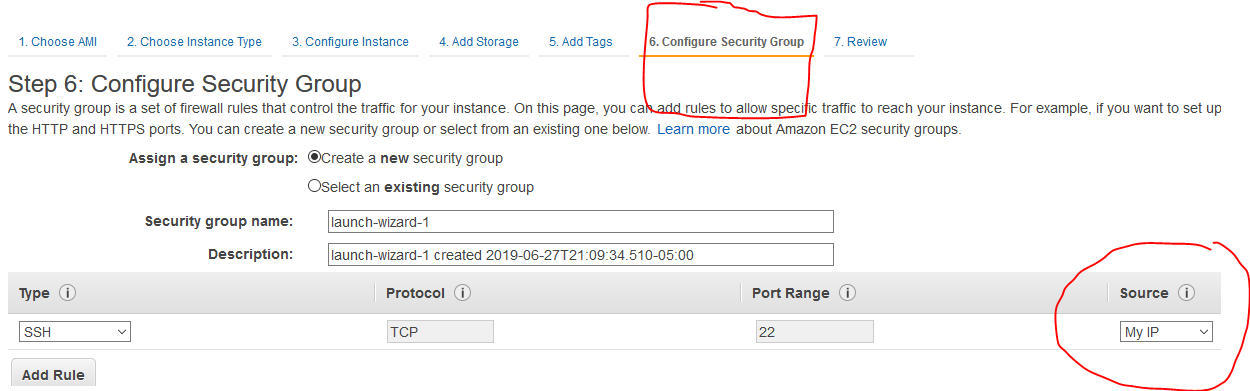 1. Choose AMI 2. Choose Instance Type 3. Configure Instance 4. Add Storage 5. Add Tags 6. Configure Security Group 7. Review
Step 6: Configure Security Group
A security group is a set of firewall rules that control the traffic for your instance. On this page, you can add rules to allow specific traffic to reach your instance. For example, if you want to set up
the HTTP and HTTPS ports. You can create a new security group or select from an existing one below. Learn more about Amazon EC2 security groups.
Assign a security group: Create a new security group
Select an existing security group
Security group name: launch-wizard-1
Description: launch-wizard-1 created 2019-06-27T21:09:34.510-05:00
Type i Protocol i Port Range i Source i
SSH TCP 22 My IP
Add Rule